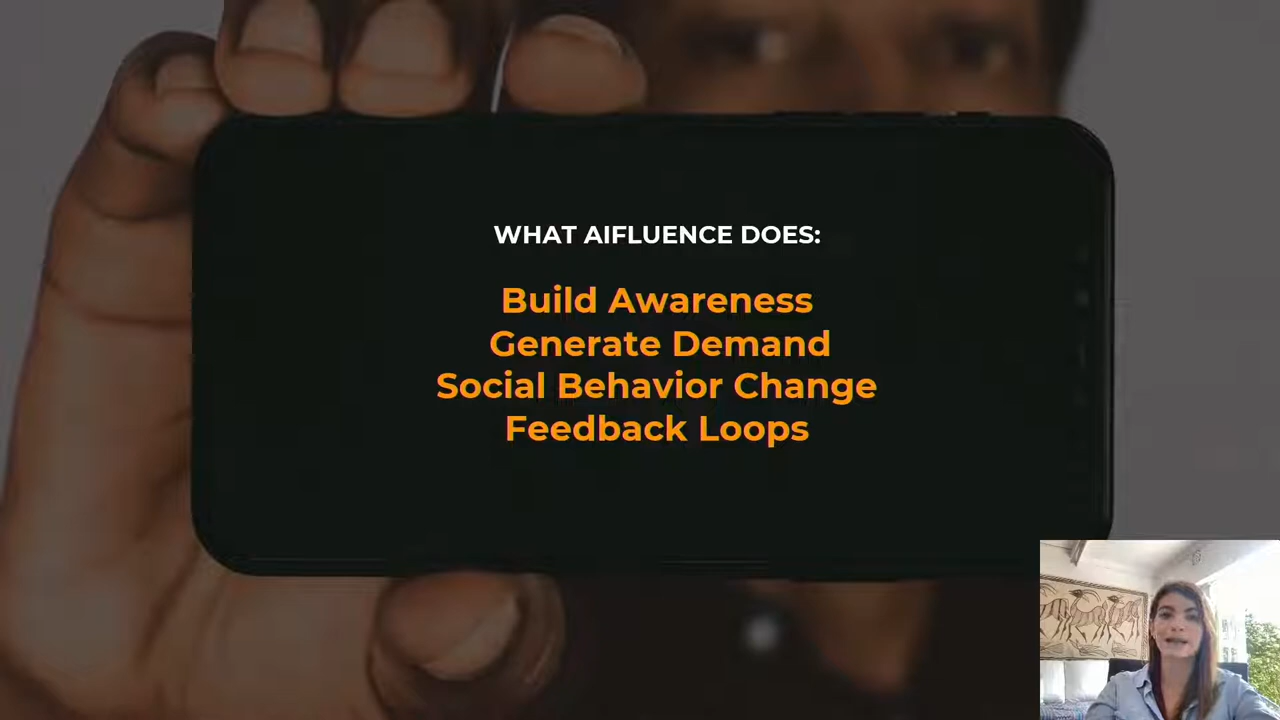 WHAT AIFLUENCE DOES:
Build Awareness
Generate Demand
Social Behavior Change
Feedback Loops